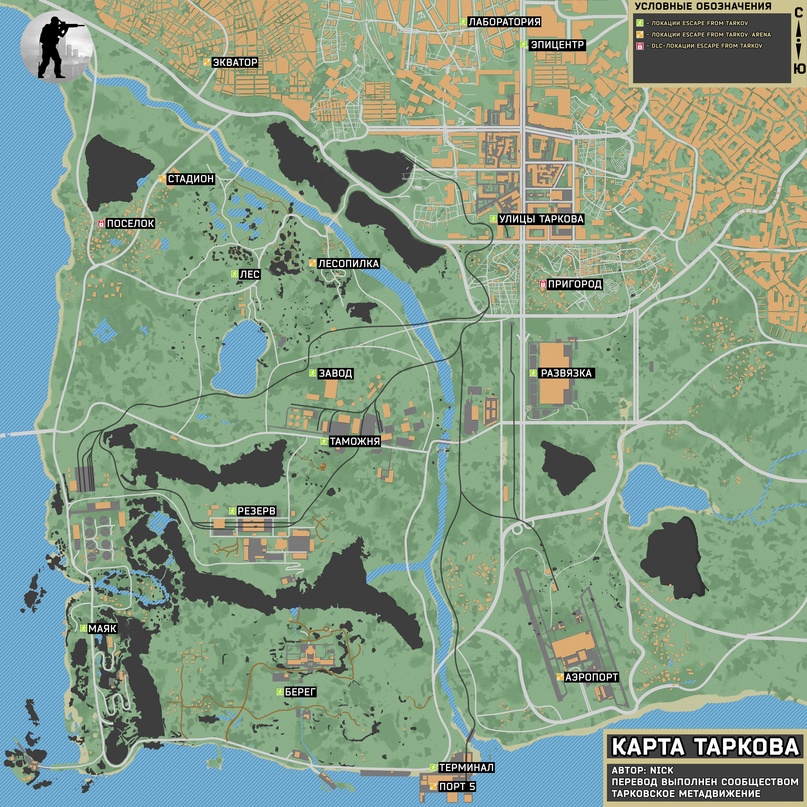 УСЛОВНЫЕ ОБОЗНАЧЕНИЯ
- ЛОКАЦИИ ESCAPE FROM TARKOV
- ЛОКАЦИИ ESCAPE FROM TARKOV: ARENA
- DLC-ЛОКАЦИИ ESCAPE FROM TARKOV
С
Ю
ЛАБОРАТОРИЯ
ЭПИЦЕНТР
ЭКВАТОР
СТАДИОН
УЛИЦЫ ТАРКОВА
ПОСЕЛОК
ЛЕСОПИЛКА
ЛЕС
ПРИГОРОД
ЗАВОД
РАЗВЯЗКА
ТАМОЖНЯ
РЕЗЕРВ
МАЯК
АЭРОПОРТ
БЕРЕГ
ТЕРМИНАЛ
ПОРТ 5
КАРТА ТАРКОВА
АВТОР: NICK
ПЕРЕВОД ВЫПОЛНЕН СООБЩЕСТВОМ
ТАРКОВСКОЕ МЕТАДВИЖЕНИЕ